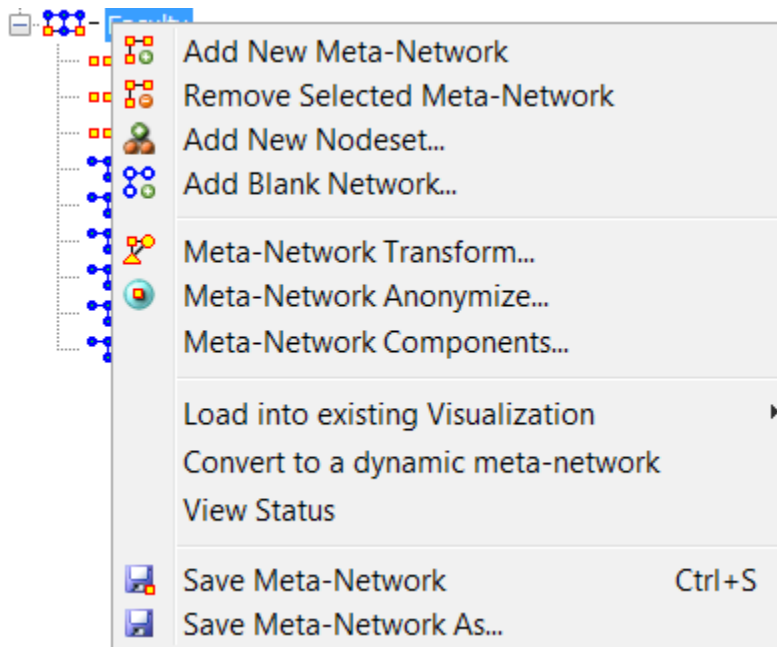 Add New Meta-Network
Remove Selected Meta-Network
Add New Nodeset...
Add Blank Network...
Meta-Network Transform...
Meta-Network Anonymize...
Meta-Network Components...
Load into existing Visualization
Convert to a dynamic meta-network
View Status
Save Meta-Network Ctrl+S
Save Meta-Network As...